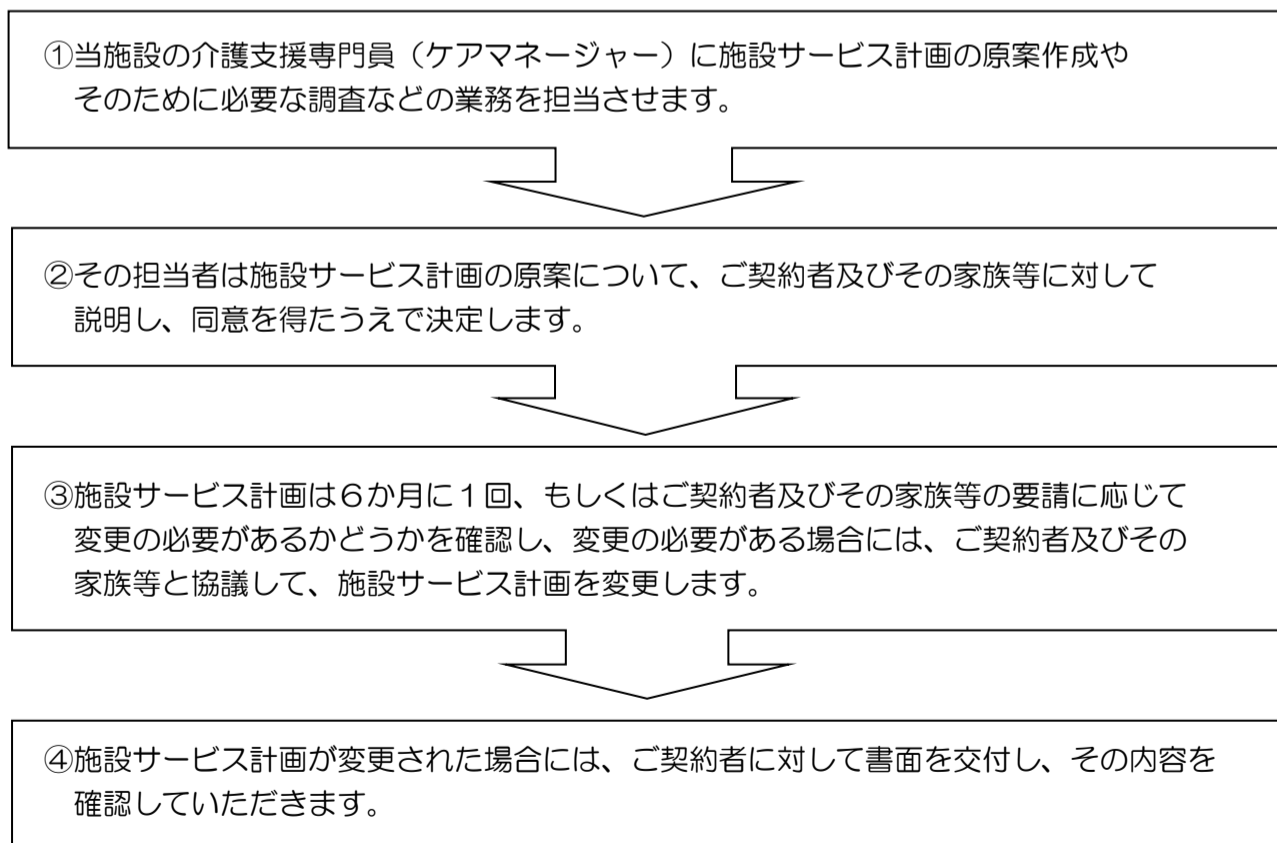 ①当施設の介護支援専門員（ケアマネージャー）に施設サービス計画の原案作成や
そのために必要な調査などの業務を担当させます。
②その担当者は施設サービス計画の原案について、ご契約者及びその家族等に対して
説明し、同意を得たうえで決定します。
③施設サービス計画は６か月に１回、もしくはご契約者及びその家族等の要請に応じて
変更の必要があるかどうかを確認し、変更の必要がある場合には、ご契約者及びその
家族等と協議して、施設サービス計画を変更します。
④施設サービス計画が変更された場合には、ご契約者に対して書面を交付し、その内容を
確認していただきます。